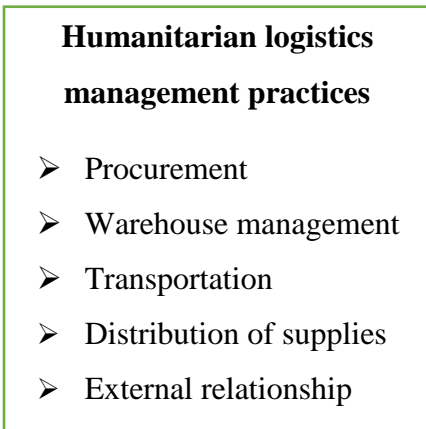 Humanitarian logistics
management practices
➢ Procurement
➢ Warehouse management
➢ Transportation
➢ Distribution of supplies
➢ External relationship